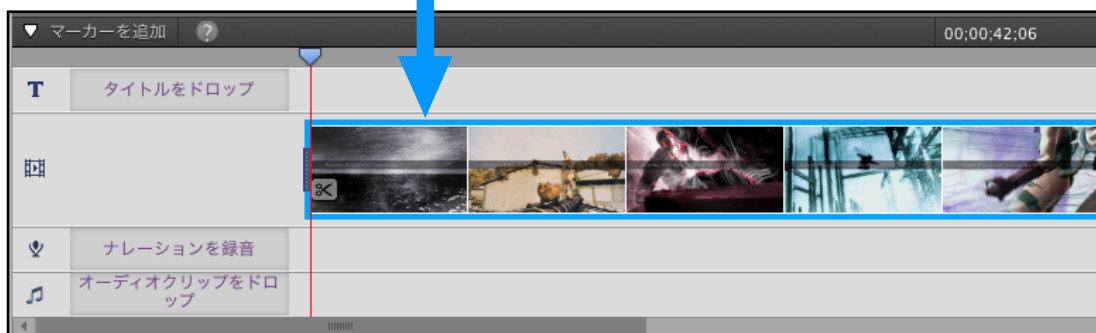 マーカーを追加 ?
00;00;42;06
T タイトルをドロップ
ナレーションを録音
オーディオクリップをドロ
ップ